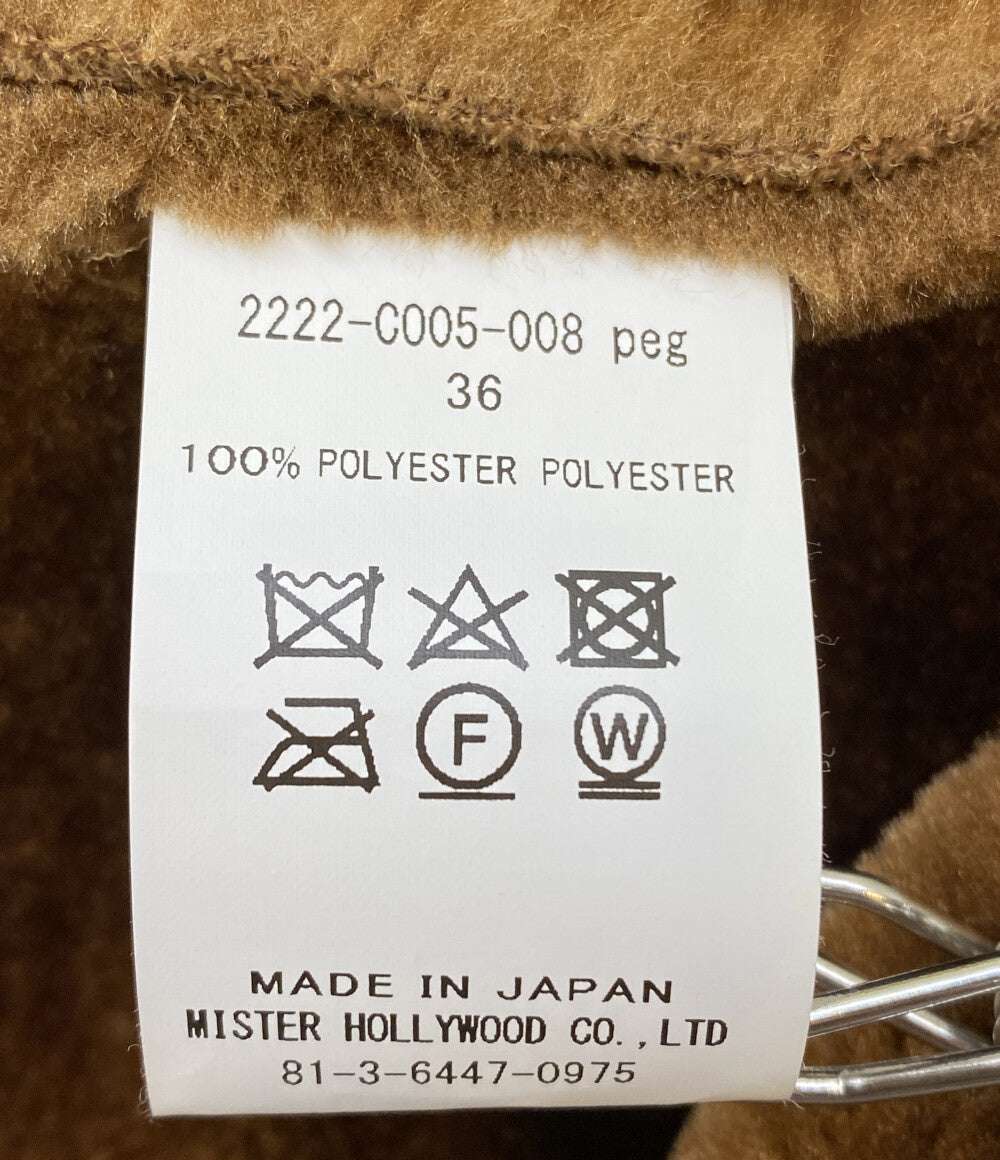 2222-C005-008 peg
36
100% POLYESTER POLYESTER
F W
MADE IN JAPAN
MISTER HOLLYWOOD CO.,LTD
81-3-6447-0975